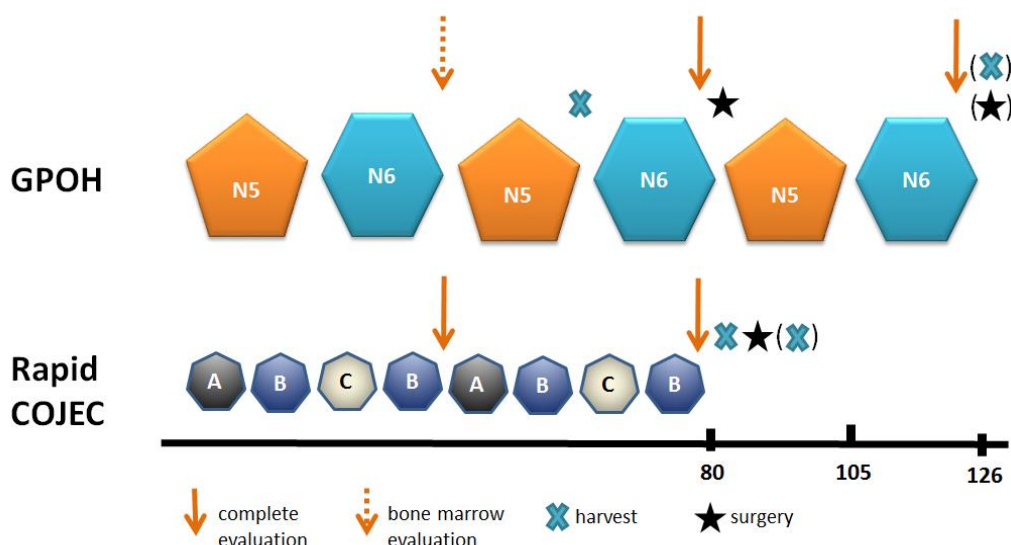 GPOH
N5 N6 N5 N6 N5 N6
( )
( )
Rapid
COJEC
A B C B A B C B
( )
80 105 126
complete
evaluation
bone marrow
evaluation
harvest
surgery